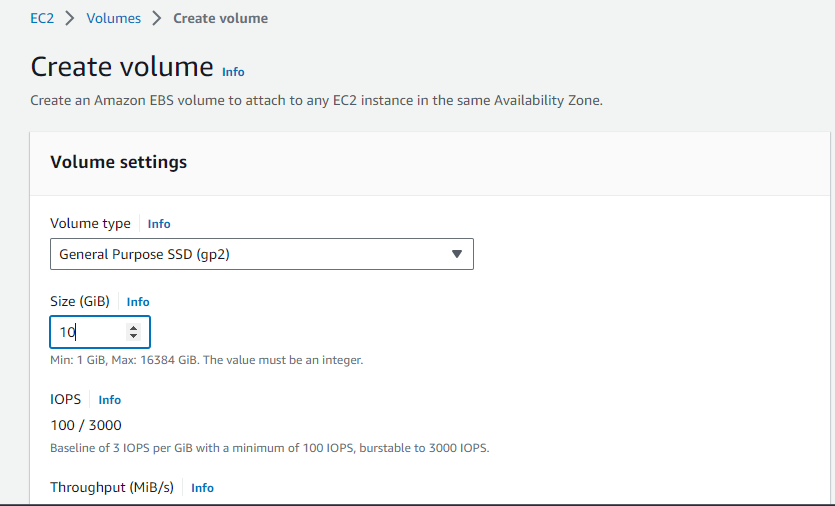 EC2 > Volumes > Create volume
Create volume Info
Create an Amazon EBS volume to attach to any EC2 instance in the same Availability Zone.
Volume settings
Volume type Info
General Purpose SSD (gp2)
Size (GiB) Info
10
Min: 1 GiB, Max: 16384 GiB. The value must be an integer.
IOPS Info
100 / 3000
Baseline of 3 IOPS per GiB with a minimum of 100 IOPS, burstable to 3000 IOPS.
Throughput (MiB/s) Info